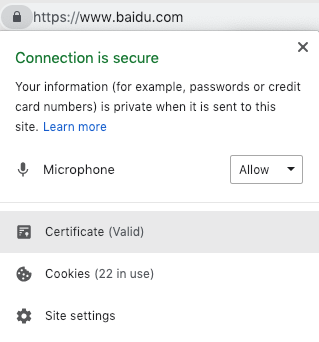 https://www.baidu.com
Connection is secure
Your information (for example, passwords or credit
card numbers) is private when it is sent to this
site. Learn more
Microphone Allow
Certificate (Valid)
Cookies (22 in use)
Site settings